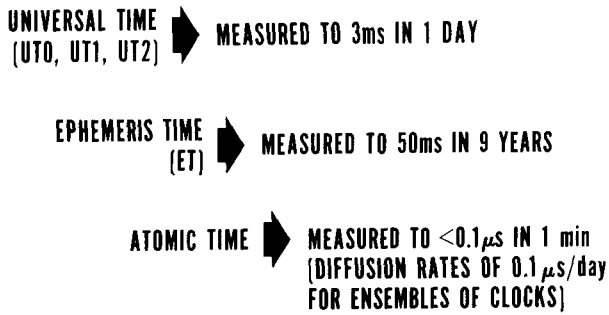 UNIVERSAL TIME
(UT0, UT1, UT2)
MEASURED TO 3ms IN 1 DAY
EPHEMERIS TIME
(ET)
MEASURED TO 50ms IN 9 YEARS
ATOMIC TIME
MEASURED TO <0.1μs IN 1 min
(DIFFUSION RATES OF 0.1μs/day
FOR ENSEMBLES OF CLOCKS)